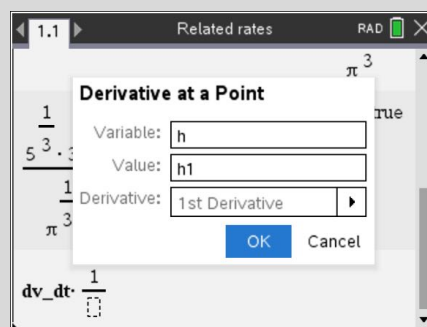 1.1 Related rates RAD
π 3
Derivative at a Point
1 rue
Variable: h
5 3 · 3
Value: h1
1
Derivative: 1st Derivative
π 3
OK Cancel
dv_dt· 1